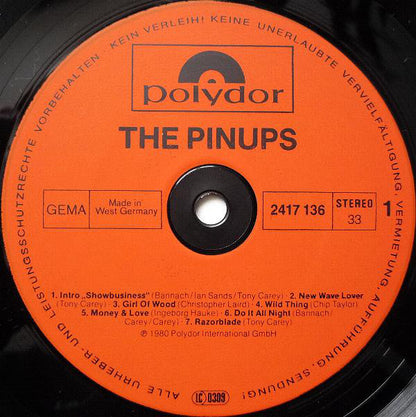 ALLE URHEBER- UND LEISTUNGSSCHUTZRECHTE VORBEHALTEN · KEIN VERLEIH! KEINE UNERLAUBTE VERVIELFÄLTIGUNG, VERMIETUNG, AUFFÜHRUNG, SENDUNG!
polydor
THE PINUPS
GEMA
Made in
West Germany
2417 136
STEREO
33
1
1. Intro „Showbusiness" (Bannach/Ian Sands/Tony Carey) · 2. New Wave Lover
(Tony Carey) · 3. Girl Of Wood (Christopher Laird) · 4. Wild Thing (Chip Taylor)
5. Money & Love (Ingeborg Hauke) · 6. Do It All Night (Bannach/
Carey/Carey) · 7. Razorblade (Tony Carey)
℗ 1980 Polydor International GmbH
LC 0309